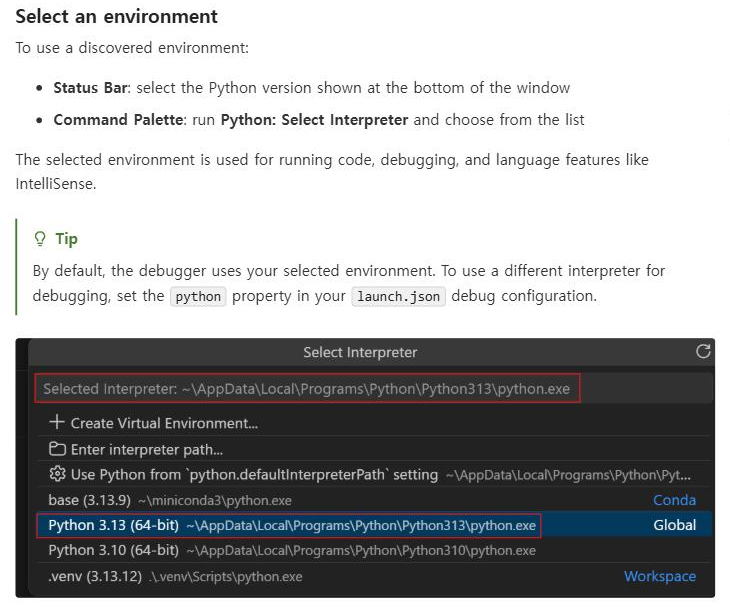 Select an environment
To use a discovered environment:
• Status Bar: select the Python version shown at the bottom of the window
• Command Palette: run Python: Select Interpreter and choose from the list
The selected environment is used for running code, debugging, and language features like
IntelliSense.
Tip
By default, the debugger uses your selected environment. To use a different interpreter for
debugging, set the python property in your launch.json debug configuration.
Select Interpreter
Selected Interpreter: ~\AppData\Local\Programs\Python\Python313\python.exe
Create Virtual Environment...
Enter interpreter path...
Use Python from `python.defaultInterpreterPath` setting ~\AppData\Local\Programs\Python\Pyt...
base (3.13.9) ~\miniconda3\python.exe Conda
Python 3.13 (64-bit) ~\AppData\Local\Programs\Python\Python313\python.exe Global
Python 3.10 (64-bit) ~\AppData\Local\Programs\Python\Python310\python.exe
.venv (3.13.12) .\.venv\Scripts\python.exe Workspace